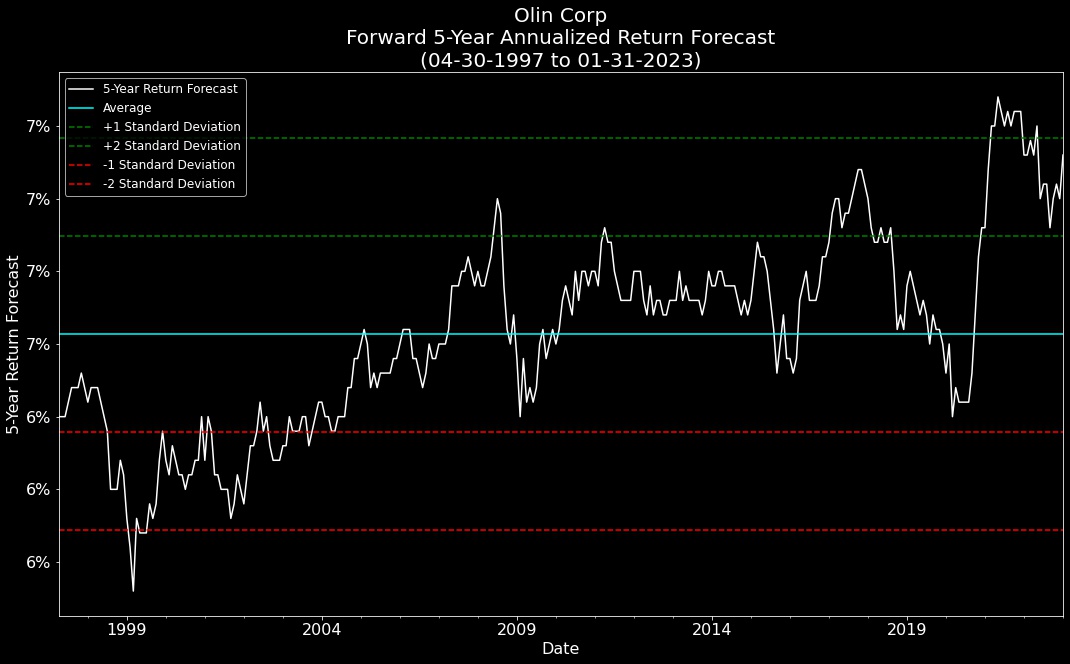 Olin Corp
Forward 5-Year Annualized Return Forecast
(04-30-1997 to 01-31-2023)
5-Year Return Forecast
Average
+1 Standard Deviation
+2 Standard Deviation
-1 Standard Deviation
-2 Standard Deviation
7%
7%
7%
7%
6%
6%
6%
5-Year Return Forecast
1999
2004
2009
2014
2019
Date